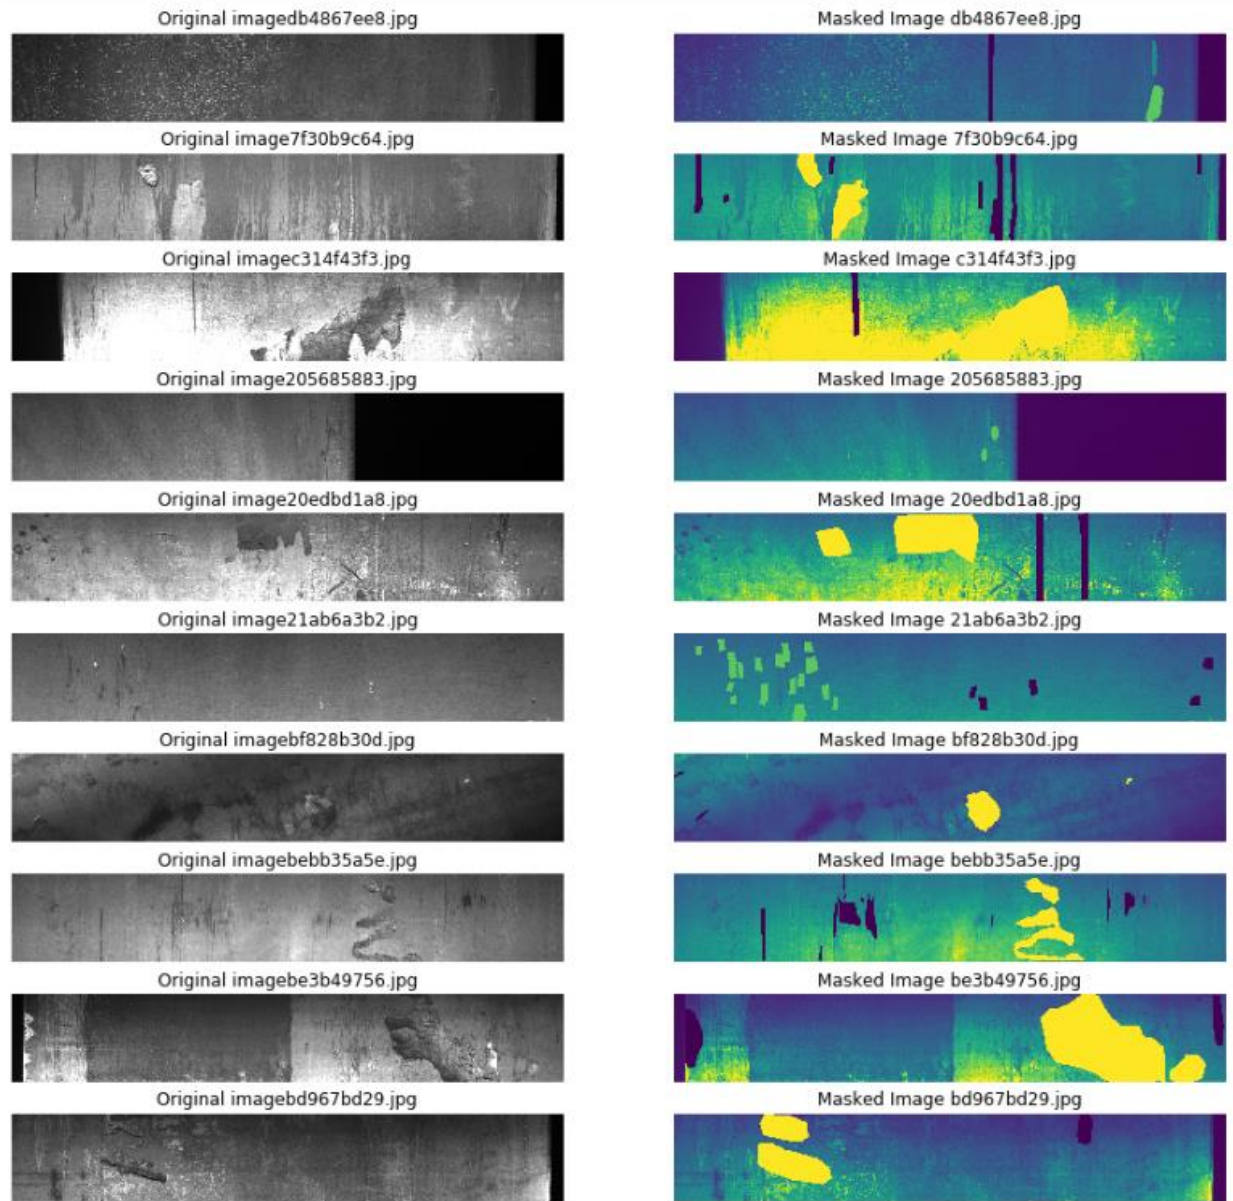 Original imagedb4867ee8.jpg
Masked Image db4867ee8.jpg
Original image7f30b9c64.jpg
Masked Image 7f30b9c64.jpg
Original imagec314f43f3.jpg
Masked Image c314f43f3.jpg
Original image205685883.jpg
Masked Image 205685883.jpg
Original image20edbd1a8.jpg
Masked Image 20edbd1a8.jpg
Original image21ab6a3b2.jpg
Masked Image 21ab6a3b2.jpg
Original imagebf828b30d.jpg
Masked Image bf828b30d.jpg
Original imagebebb35a5e.jpg
Masked Image bebb35a5e.jpg
Original imagebe3b49756.jpg
Masked Image be3b49756.jpg
Original imagebd967bd29.jpg
Masked Image bd967bd29.jpg